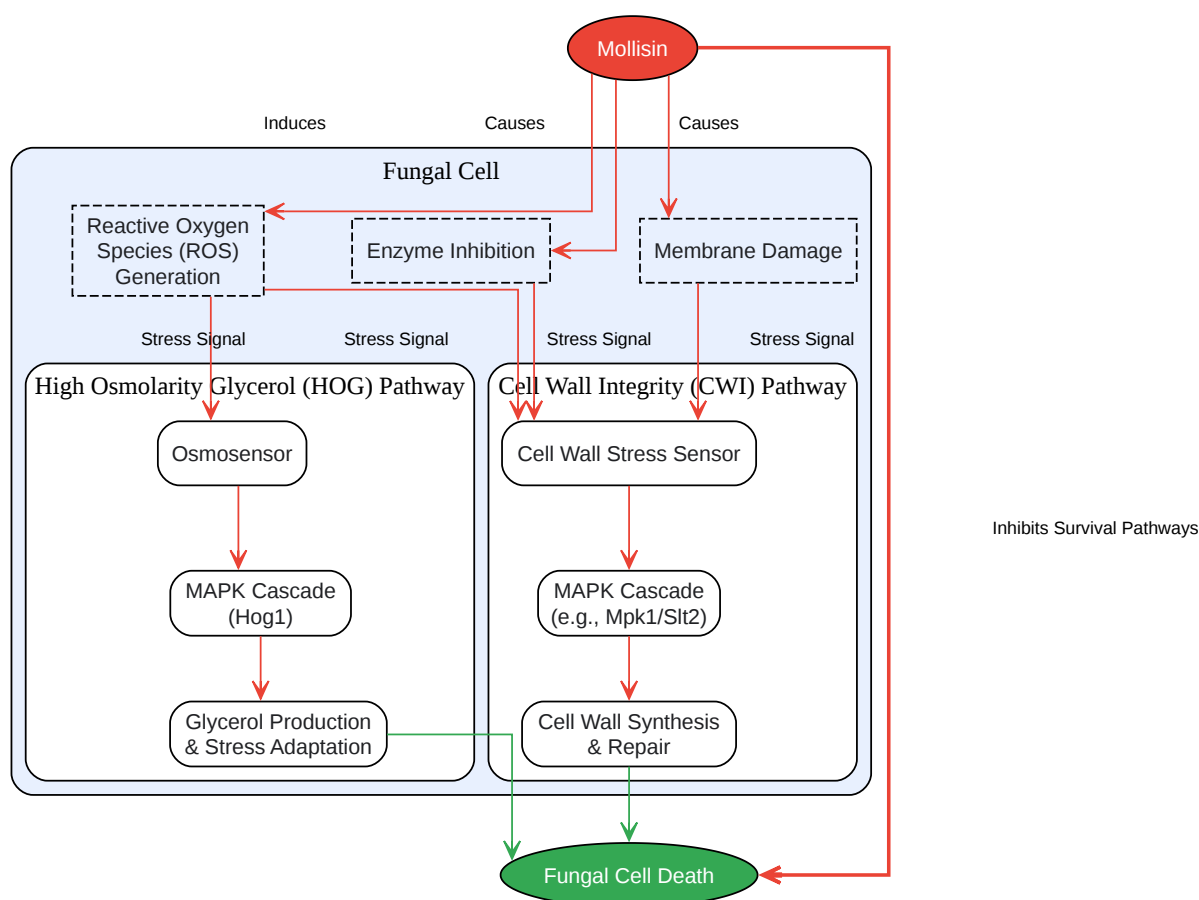 Mollisin
Induces
Causes
Causes
Fungal Cell
Reactive Oxygen
Species (ROS)
Generation
Enzyme Inhibition
Membrane Damage
Stress Signal
Stress Signal
Stress Signal
Stress Signal
High Osmolarity Glycerol (HOG) Pathway
Cell Wall Integrity (CWI) Pathway
Osmosensor
Cell Wall Stress Sensor
Inhibits Survival Pathways
MAPK Cascade
(Hog1)
MAPK Cascade
(e.g., Mpk1/Slt2)
Glycerol Production
& Stress Adaptation
Cell Wall Synthesis
& Repair
Fungal Cell Death